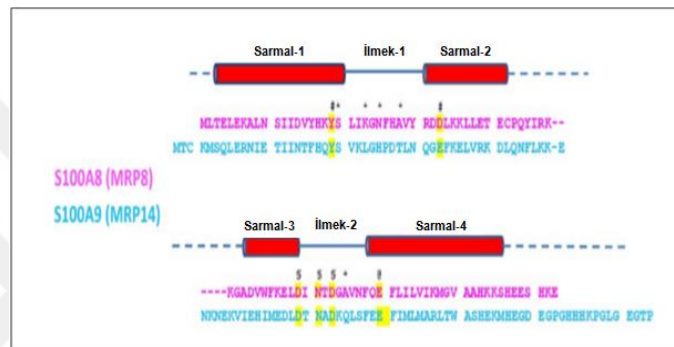 Sarmal-1 İlmek-1 Sarmal-2
# * * * * #
MLTELEKALN SIIDVYHKYS LIKGNFHAVY RDDLKKLLET ECPQYIRK--
MTC KMSQLERNIE TIINTFHQYS VKLGHPDTLN QGEFKELVRK DLQNFLKK-E
S100A8 (MRP8)
S100A9 (MRP14)
Sarmal-3 İlmek-2 Sarmal-4
§ § § * #
----KGADVWFKELDI NTDGAVNFQE FLILVIKMGV AAHKKSHEES HKE
NKNEKVIEHIMEDLDT NADKQLSFEE FIMLMARLTW ASHEKMHEGD EGPGHHHKPGLG EGTP